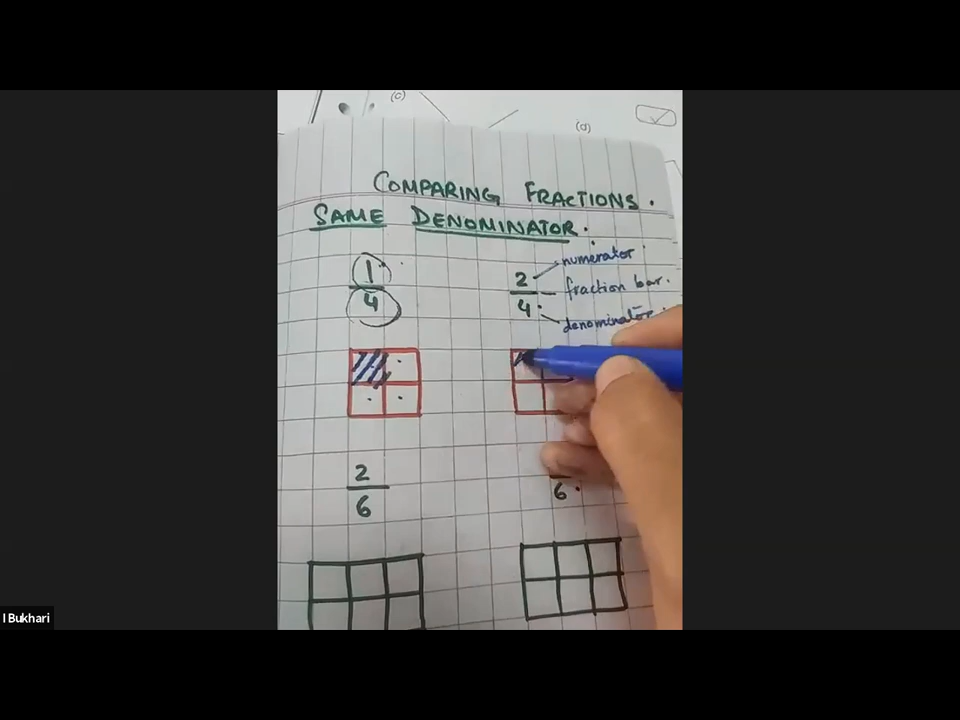 (c)
(d)
COMPARING FRACTIONS.
SAME DENOMINATOR.
1/4
2/4
numerator
fraction bar.
denominator.
2/6
6
I Bukhari